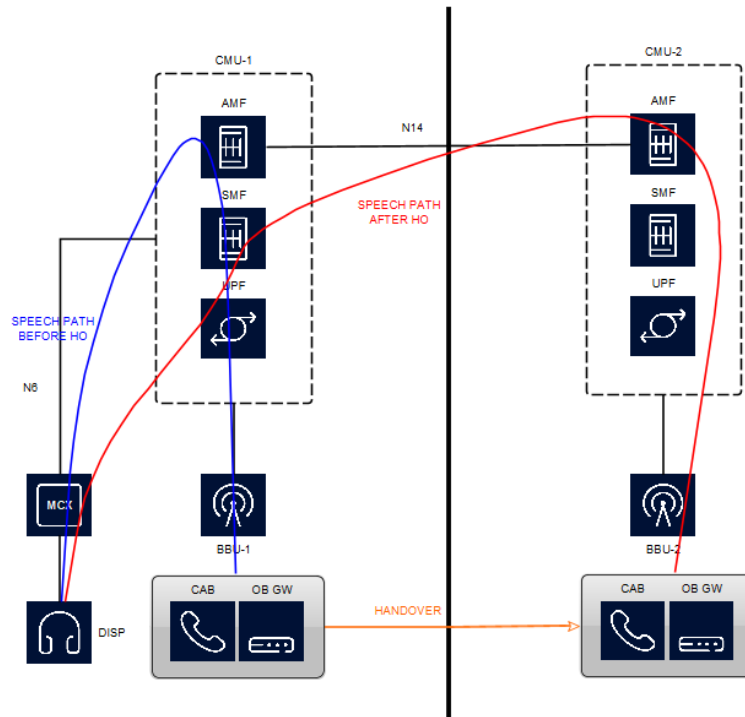 CMU-1
CMU-2
AMF
AMF
N14
SMF
SMF
SPEECH PATH
AFTER HO
UPF
UPF
SPEECH PATH
BEFORE HO
N6
MCX
BBU-1
BBU-2
CAB
OB GW
CAB
OB GW
HANDOVER
DISP